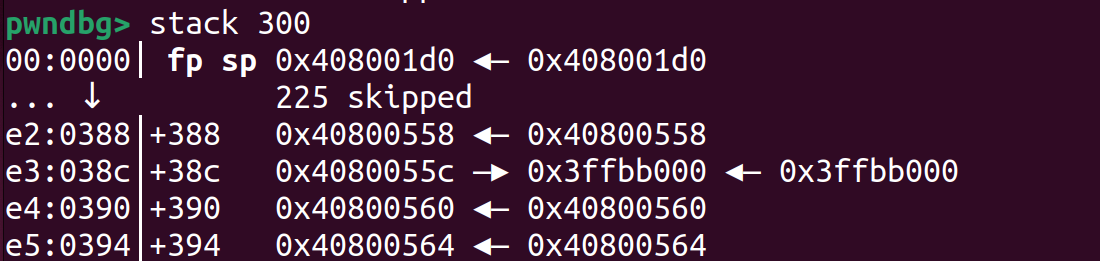 pwndbg> stack 300
00:0000│ fp sp 0x408001d0 ◂— 0x408001d0
... ↓ 225 skipped
e2:0388│+388 0x40800558 ◂— 0x40800558
e3:038c│+38c 0x4080055c —▸ 0x3ffbb000 ◂— 0x3ffbb000
e4:0390│+390 0x40800560 ◂— 0x40800560
e5:0394│+394 0x40800564 ◂— 0x40800564